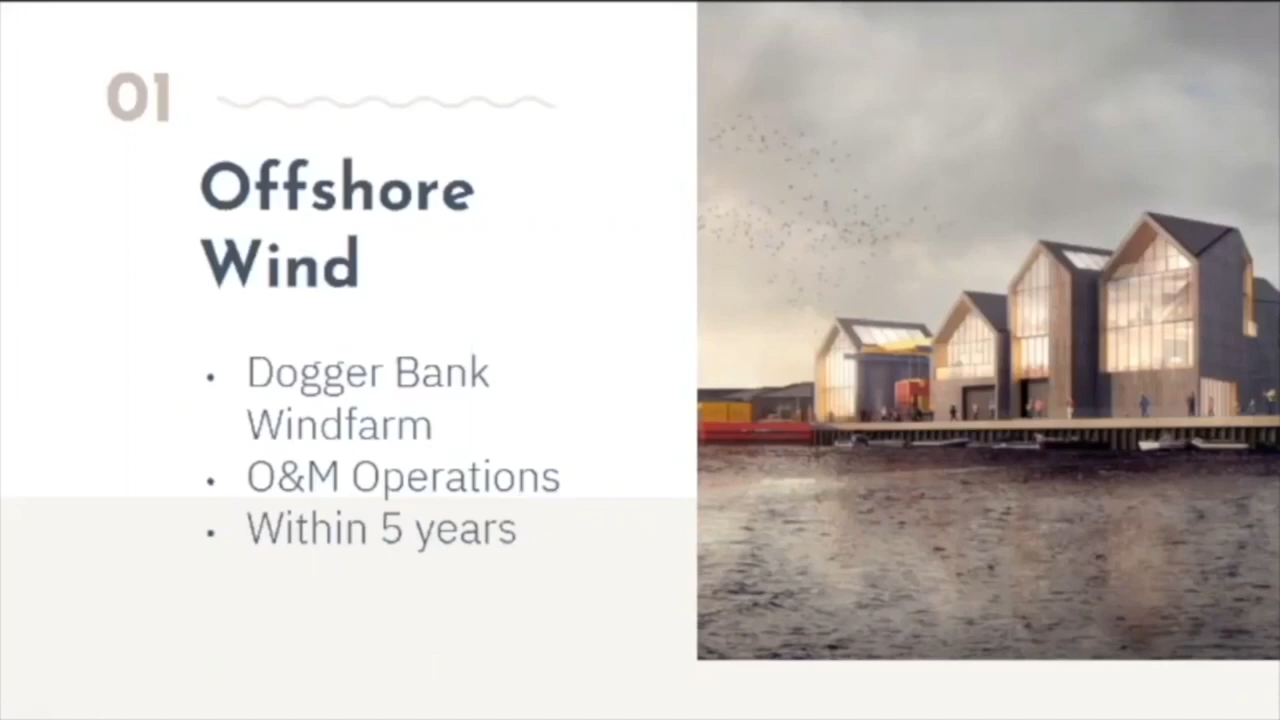 01
Offshore
Wind
• Dogger Bank
Windfarm
• O&M Operations
• Within 5 years